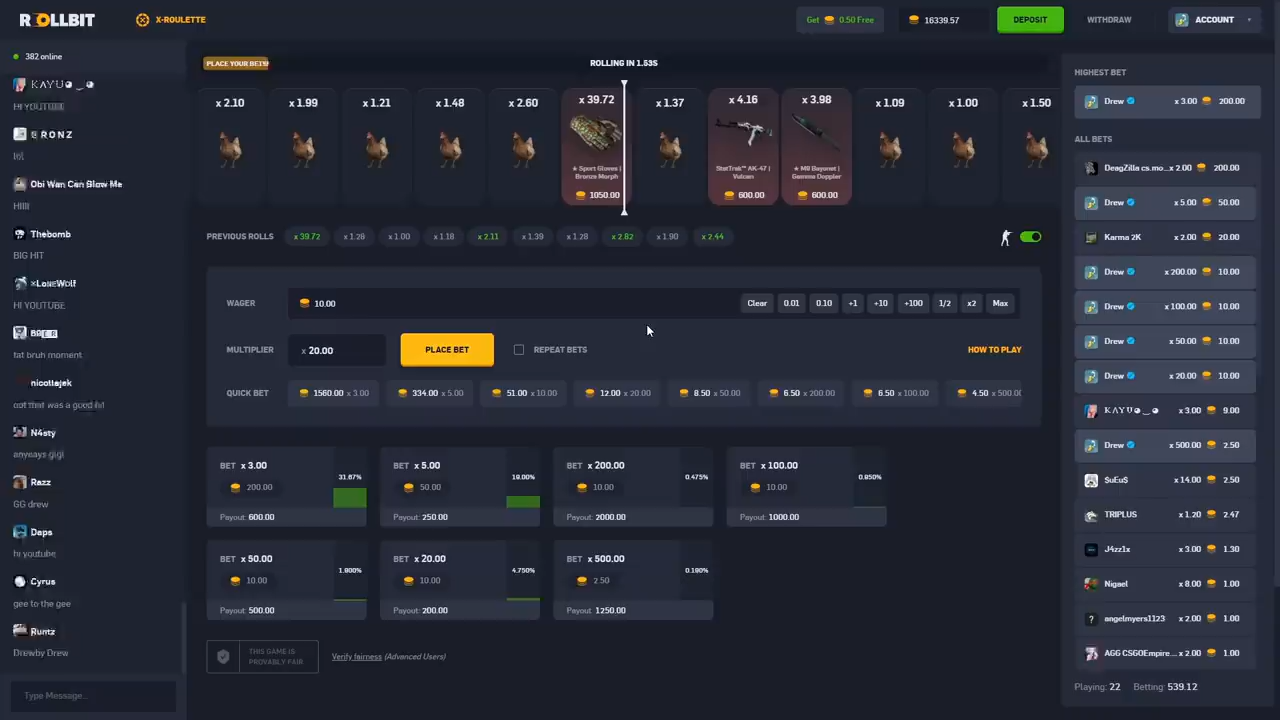 ROLLBIT
X-ROULETTE
Get 0.50 Free
16339.57
DEPOSIT
WITHDRAW
ACCOUNT
382 online
K A Y U
HI YOUTUBE
B R O N Z
lol
Obi Wan Can Blow Me
HIIII
Thebomb
BIG HIT
×LoneWolf
HI YOUTUBE
fat bruh moment
nicottajek
oof that was a good hit
N4sty
anyways gigl
Razz
GG drew
Daps
hi youtube
Cyrus
gee to the gee
Runtz
Drewby Drew
Type Message...
PLACE YOUR BETS!
ROLLING IN 1.53S
x 2.10
x 1.99
x 1.21
x 1.48
x 2.60
x 39.72
x 1.37
x 4.16
x 3.98
x 1.09
x 1.00
x 1.50
★ Sport Gloves |
Bronze Morph
1050.00
StatTrak™ AK-47 |
Vulcan
600.00
★ M9 Bayonet |
Gamma Doppler
600.00
PREVIOUS ROLLS
x 39.72
x 1.26
x 1.00
x 1.18
x 2.11
x 1.39
x 1.28
x 2.82
x 1.90
x 2.44
WAGER
10.00
Clear
0.01
0.10
+1
+10
+100
1/2
x2
Max
MULTIPLIER
x 20.00
PLACE BET
REPEAT BETS
HOW TO PLAY
QUICK BET
1560.00 x 3.00
334.00 x 5.00
51.00 x 10.00
12.00 x 20.00
8.50 x 50.00
6.50 x 200.00
6.50 x 100.00
4.50 x 500.00
BET x 3.00
200.00
31.67%
Payout: 600.00
BET x 5.00
50.00
19.00%
Payout: 250.00
BET x 200.00
10.00
0.475%
Payout: 2000.00
BET x 100.00
10.00
0.950%
Payout: 1000.00
BET x 50.00
10.00
1.900%
Payout: 500.00
BET x 20.00
10.00
4.750%
Payout: 200.00
BET x 500.00
2.50
0.190%
Payout: 1250.00
THIS GAME IS
PROVABLY FAIR
Verify fairness (Advanced Users)
HIGHEST BET
Drew x 3.00 200.00
ALL BETS
DeagZilla cs.mo... x 2.00 200.00
Drew x 5.00 50.00
Karma 2K x 2.00 20.00
Drew x 200.00 10.00
Drew x 100.00 10.00
Drew x 50.00 10.00
Drew x 20.00 10.00
K A Y U x 3.00 9.00
Drew x 500.00 2.50
$uEu$ x 14.00 2.50
TRIPLUS x 1.20 2.47
J4zz1x x 3.00 1.30
Nigael x 8.00 1.00
? angelmyers1123 x 2.00 1.00
AGG CSGOEmpire... x 2.00 1.00
Playing: 22
Betting: 539.12